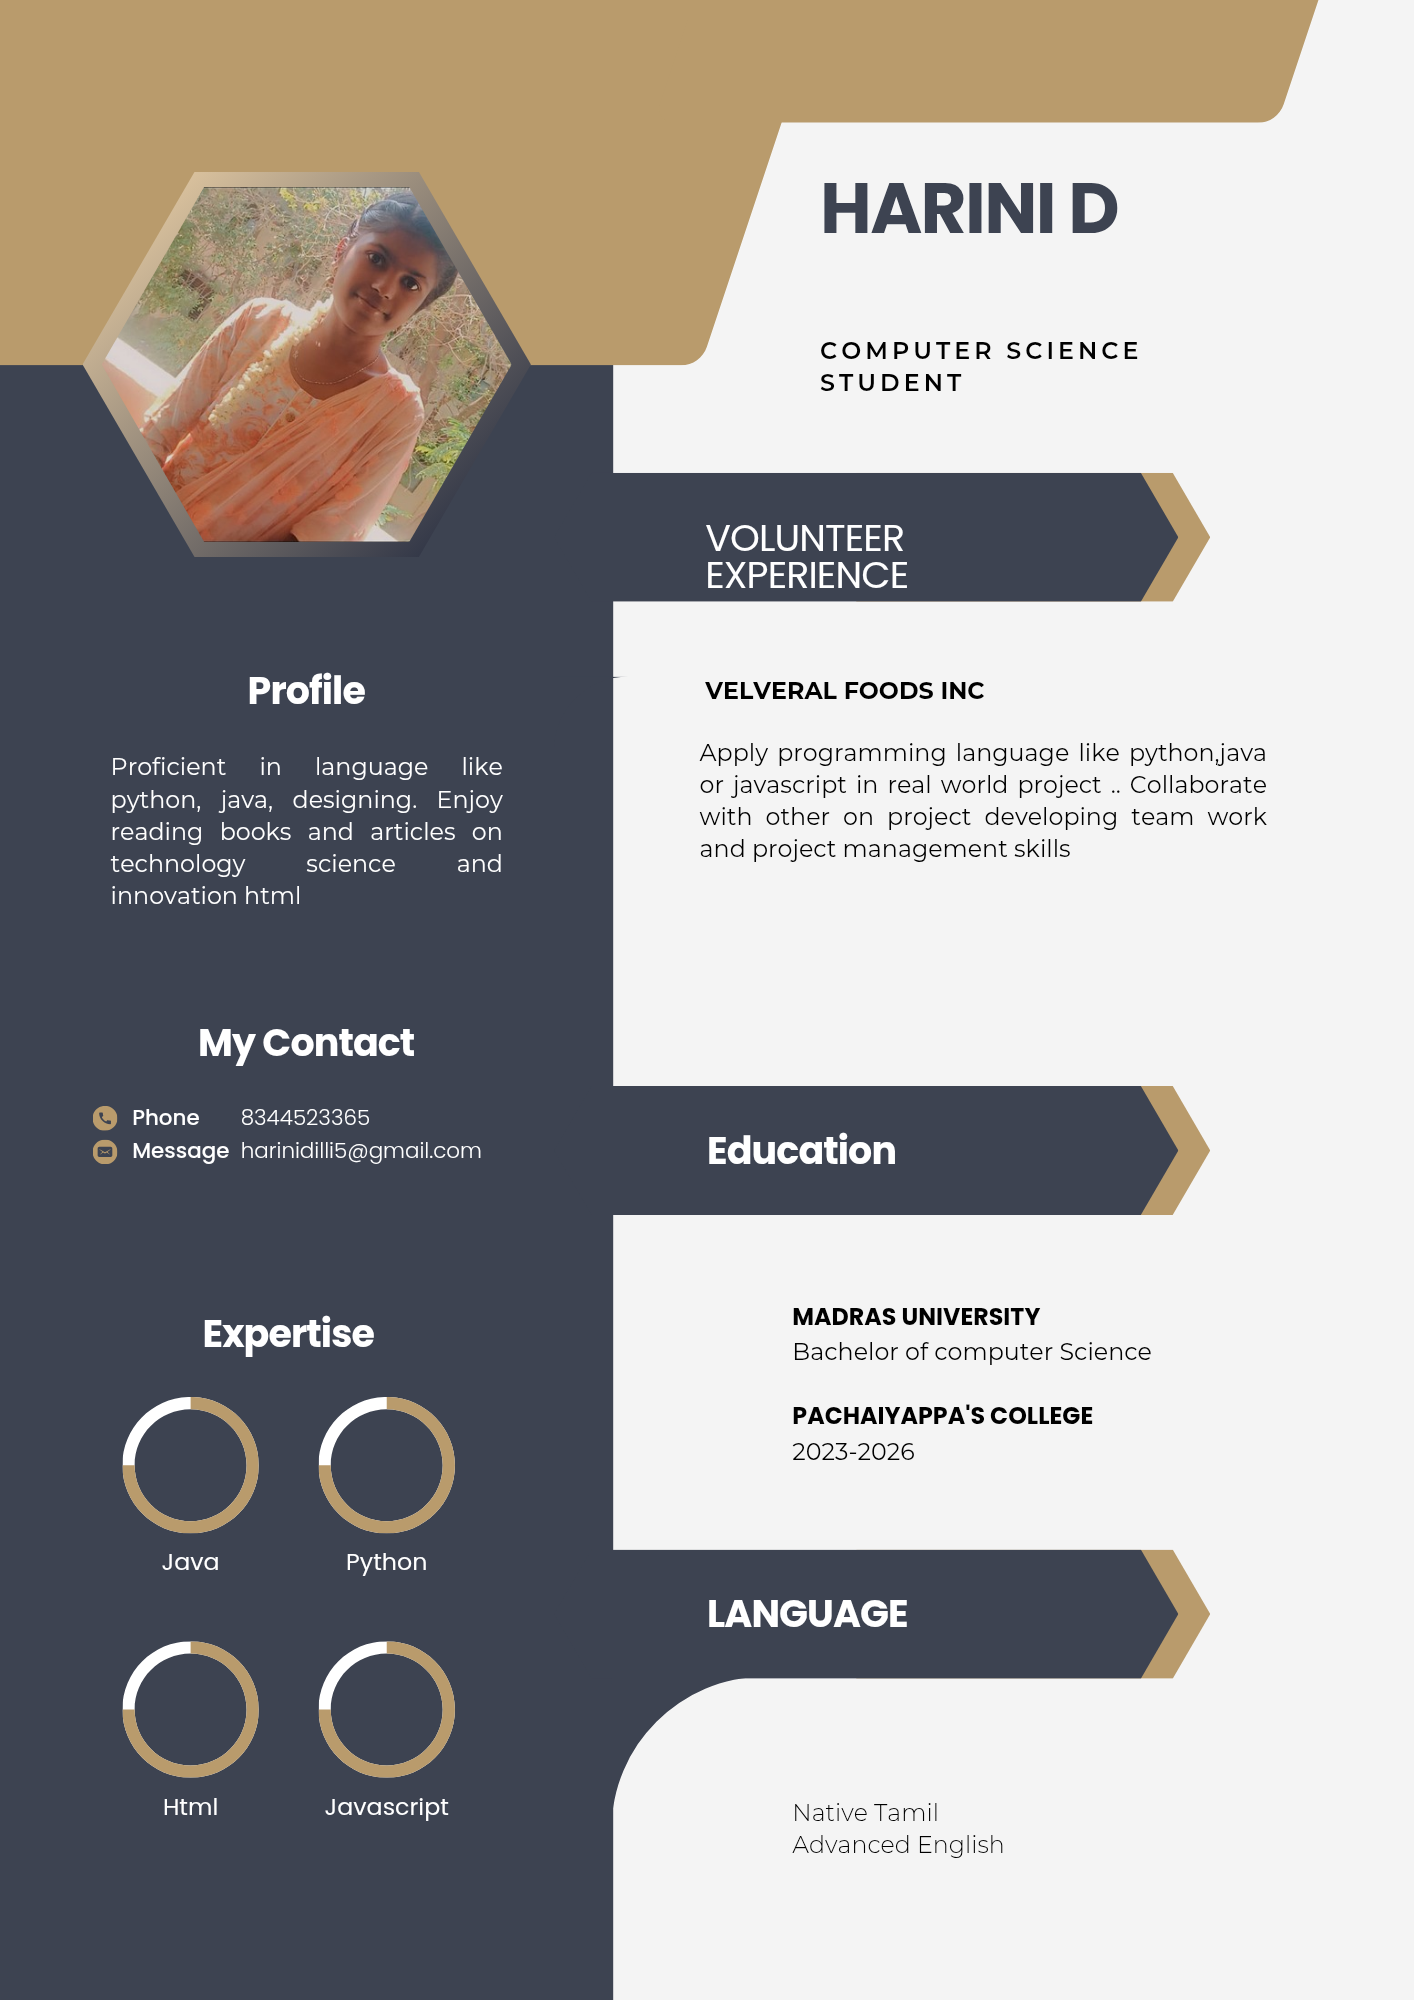 HARINI D
COMPUTER SCIENCE
STUDENT
VOLUNTEER
EXPERIENCE
VELVERAL FOODS INC
Apply programming language like python,java
or javascript in real world project .. Collaborate
with other on project developing team work
and project management skills
Profile
Proficient in language like
python, java, designing. Enjoy
reading books and articles on
technology science and
innovation html
My Contact
Phone 8344523365
Message harinidilli5@gmail.com
Expertise
Java Python
Html Javascript
Education
MADRAS UNIVERSITY
Bachelor of computer Science
PACHAIYAPPA'S COLLEGE
2023-2026
LANGUAGE
Native Tamil
Advanced English